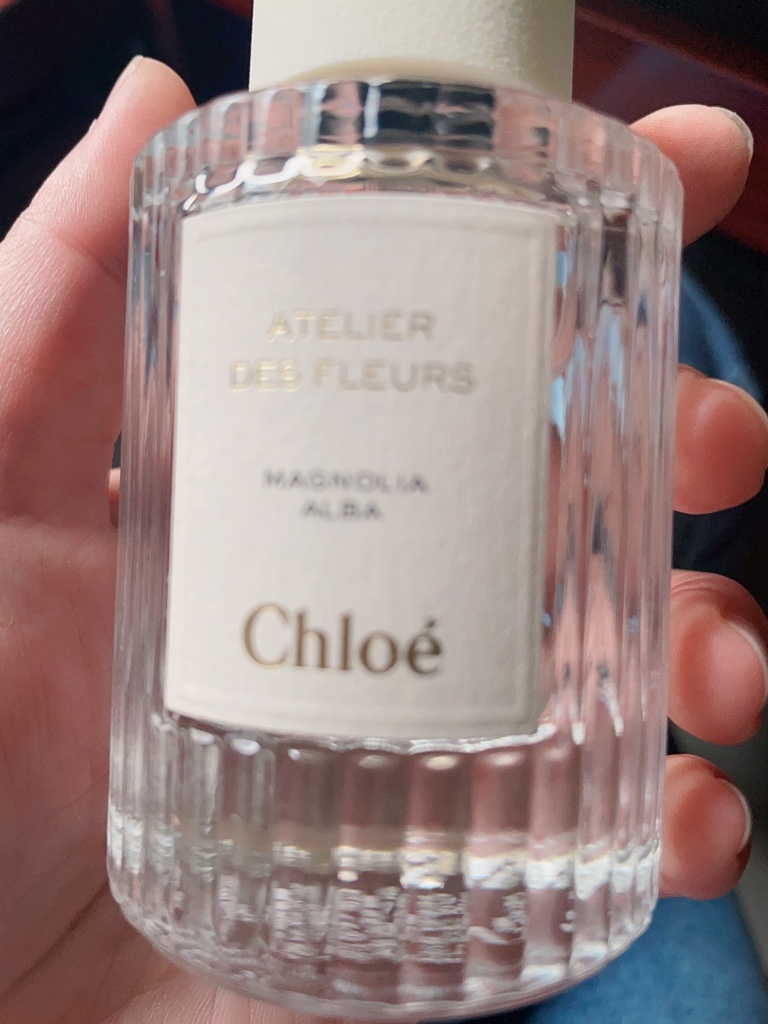 ATELIER
DES FLEURS
MAGNOLIA
ALBA
Chloé